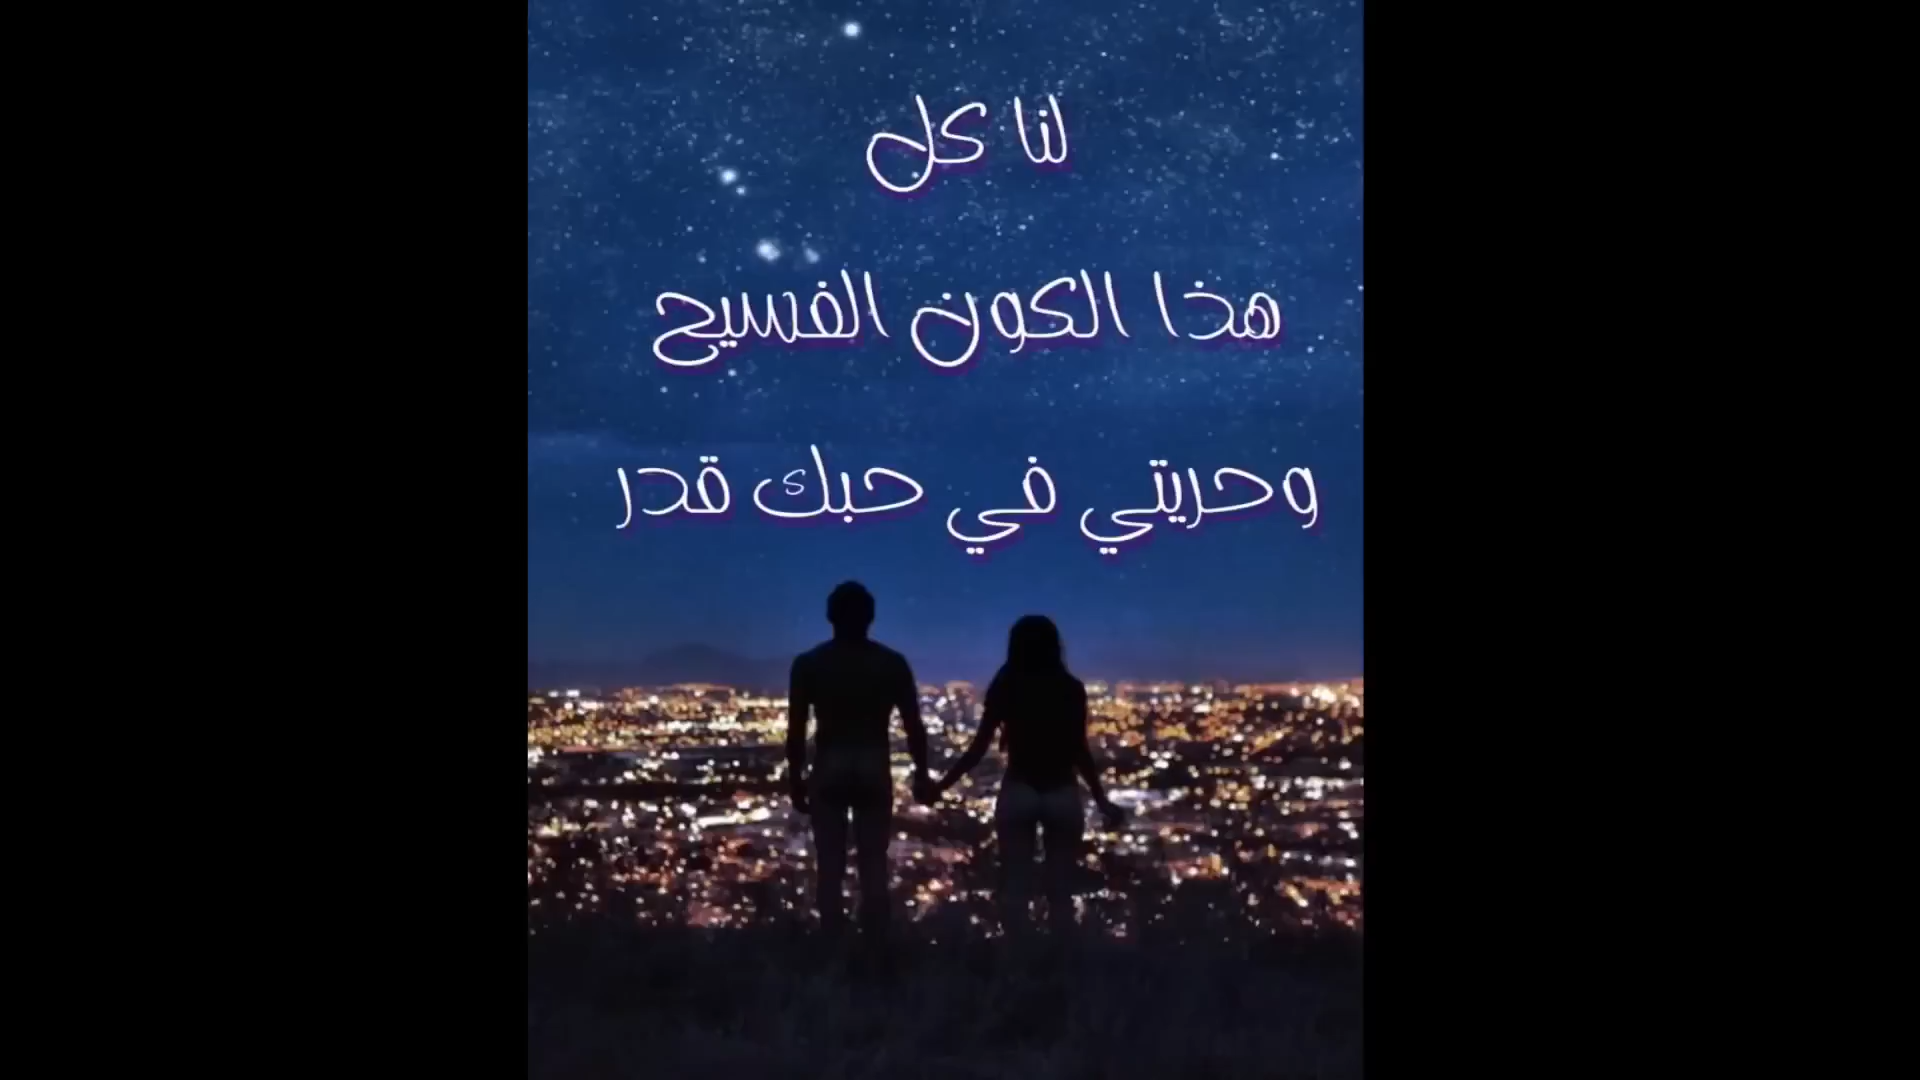 لنا كل
هذا الكون الفسيح
وحريتي في حبك قدر